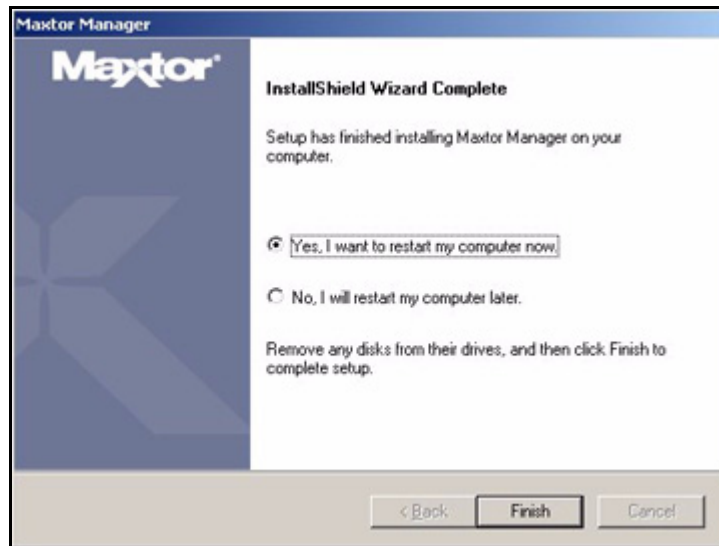 Maxtor Manager
Maxtor®
InstallShield Wizard Complete
Setup has finished installing Maxtor Manager on your
computer.
Yes, I want to restart my computer now.
No, I will restart my computer later.
Remove any disks from their drives, and then click Finish to
complete setup.
< Back
Finish
Cancel